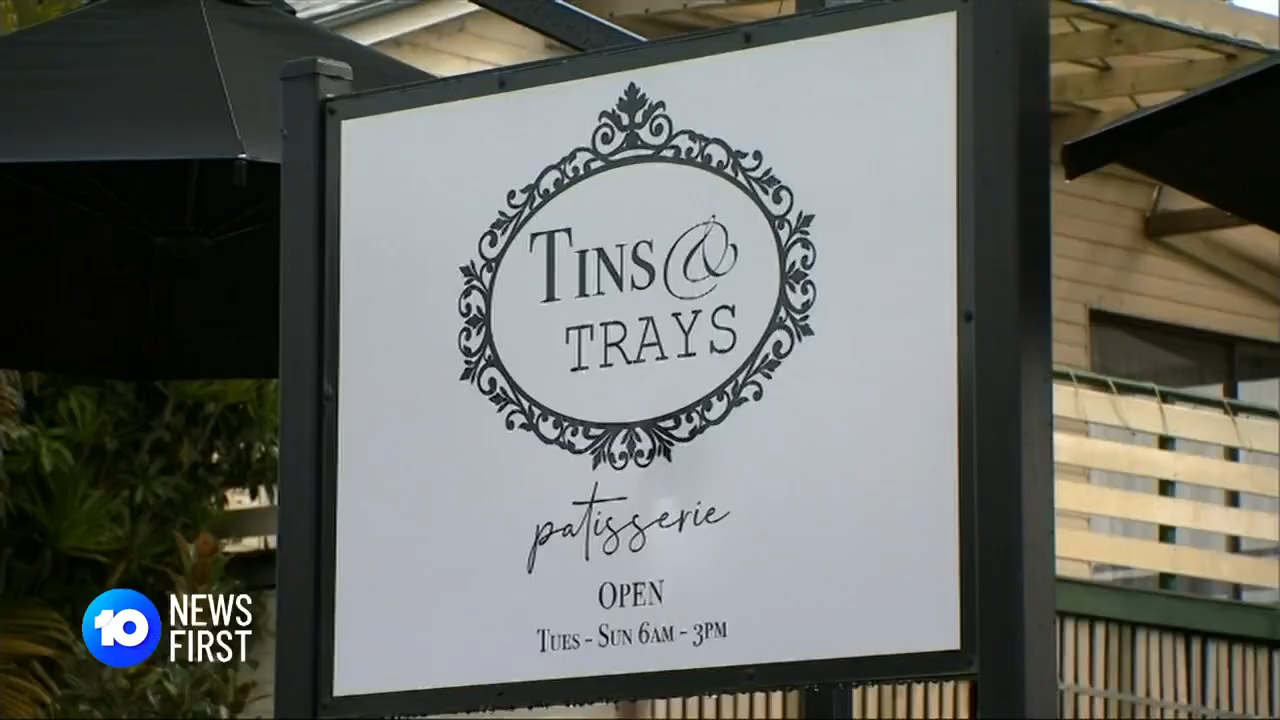 TINS &
TRAYS
patisserie
OPEN
TUES - SUN 6AM - 3PM
10 NEWS
FIRST